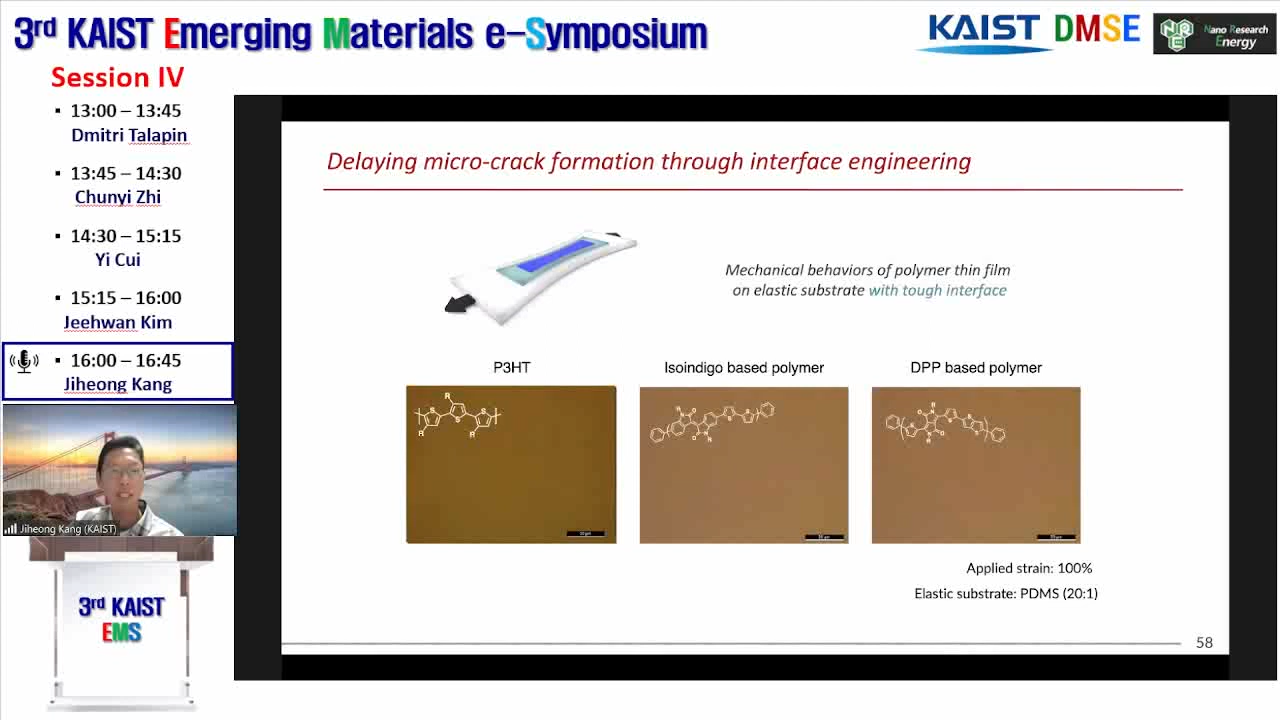 3rd KAIST Emerging Materials e-Symposium
KAIST DMSE
NRE
Nano Research
Energy
Session IV
▪ 13:00 – 13:45
Dmitri Talapin
▪ 13:45 – 14:30
Chunyi Zhi
▪ 14:30 – 15:15
Yi Cui
▪ 15:15 – 16:00
Jeehwan Kim
▪ 16:00 – 16:45
Jiheong Kang
Jiheong Kang (KAIST)
3rd KAIST
EMS
Delaying micro-crack formation through interface engineering
Mechanical behaviors of polymer thin film
on elastic substrate with tough interface
P3HT
Isoindigo based polymer
DPP based polymer
Applied strain: 100%
Elastic substrate: PDMS (20:1)
58